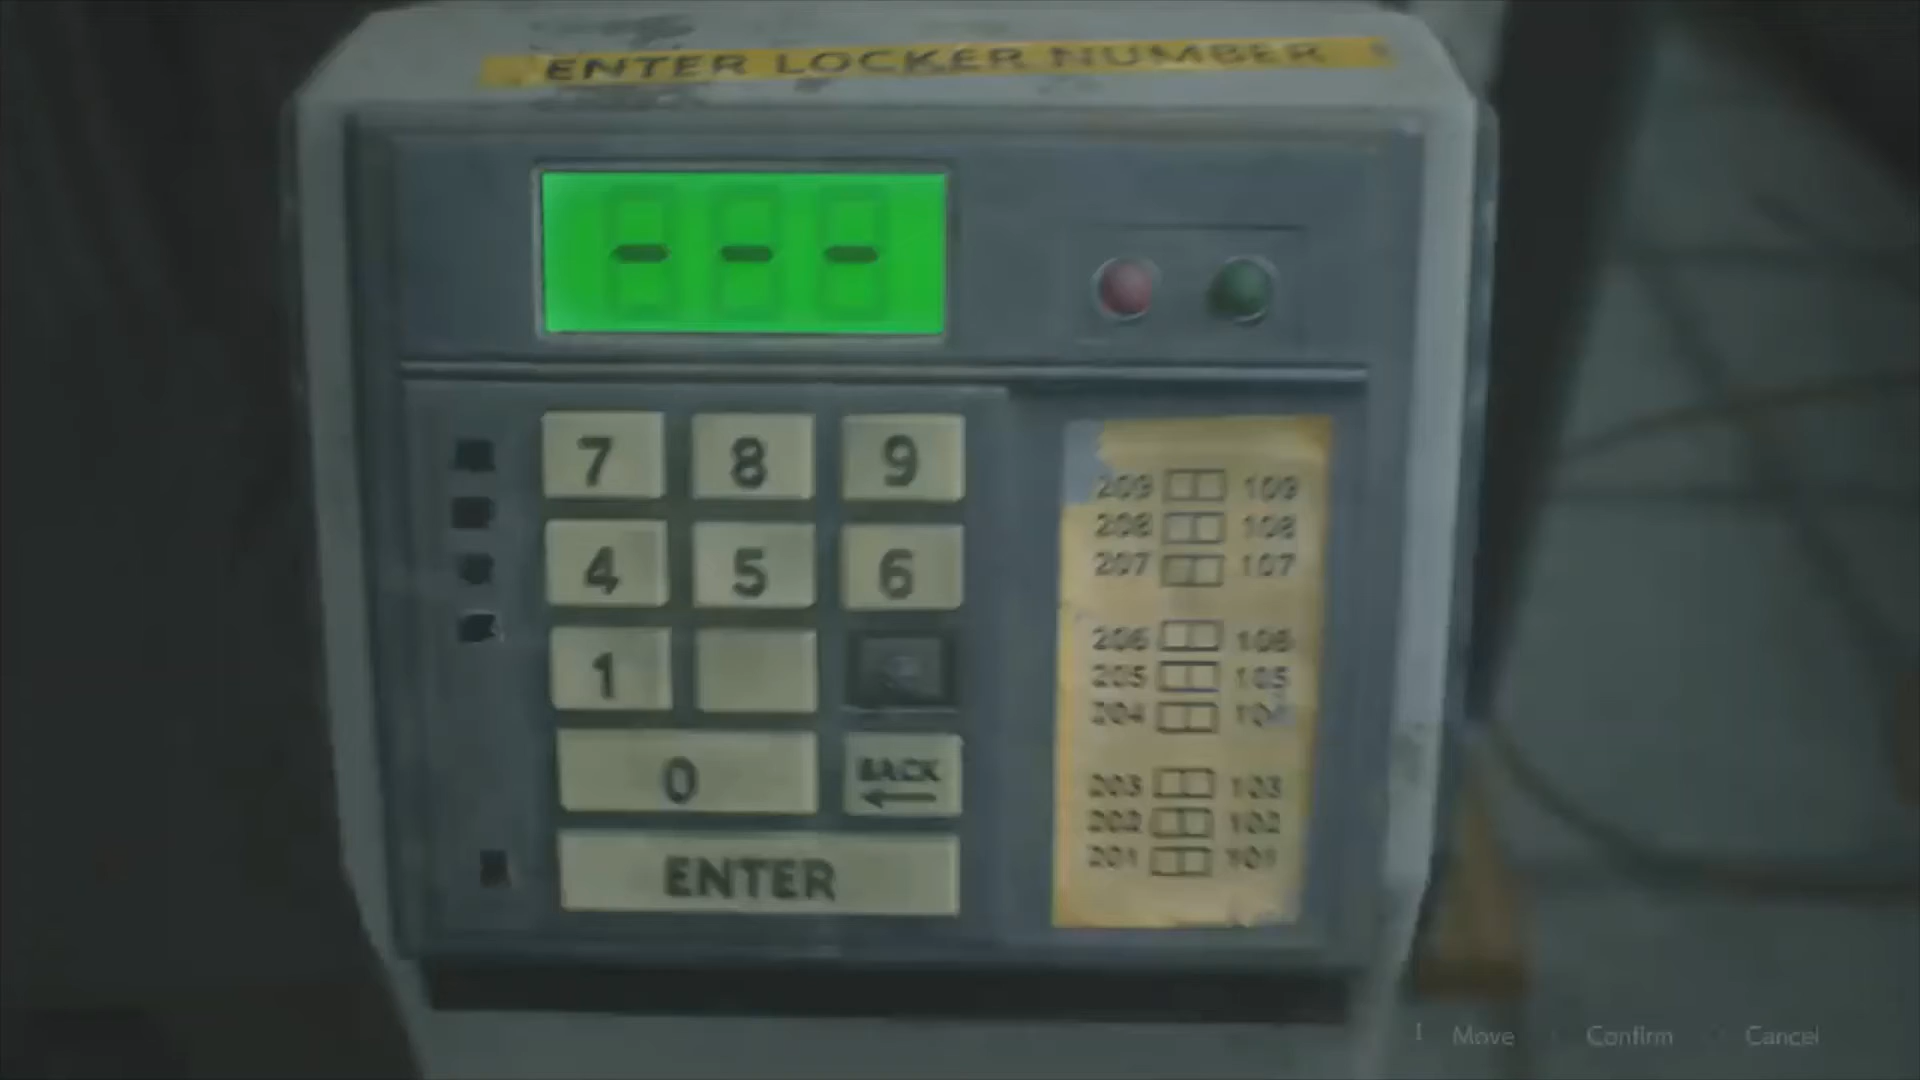 ENTER LOCKER NUMBER
- - -
7 8 9
4 5 6
1
0 BACK
ENTER
209 109
208 108
207 107
206 106
205 105
204
203 103
202 102
201 101
Move Confirm Cancel